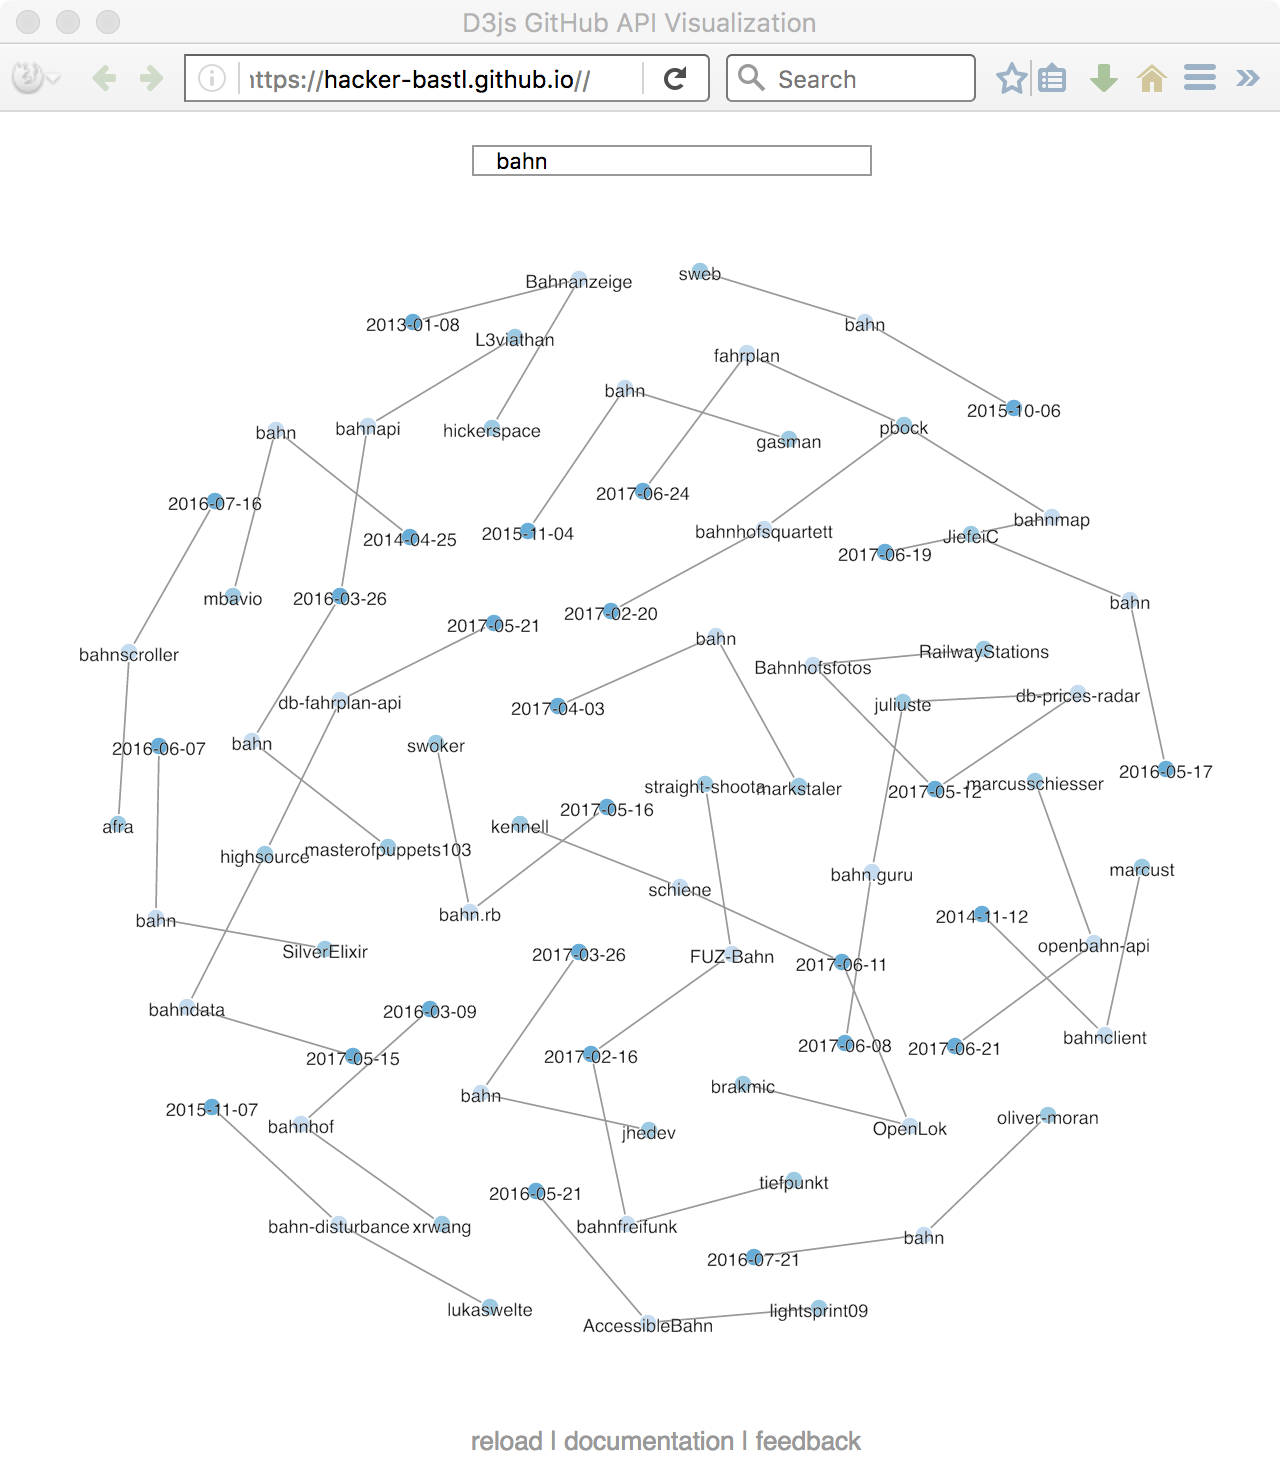 D3js GitHub API Visualization
https://hacker-bastl.github.io//
Search
bahn
Bahnanzeige
sweb
2013-01-08
L3viathan
bahn
fahrplan
bahn
2015-10-06
bahn
bahnapi
hickerspace
gasman
pbock
2016-07-16
2017-06-24
2014-04-25
2015-11-04
bahnhofsquartett
bahnmap
JiefeiC
2017-06-19
mbavio
2016-03-26
2017-02-20
bahn
2017-05-21
bahnscroller
bahn
RailwayStations
Bahnhofsfotos
db-fahrplan-api
2017-04-03
juliuste
db-prices-radar
2016-06-07
bahn
swoker
2016-05-17
straight-shoota
markstaler
2017-05-12
marcusschiesser
afra
kennell
2017-05-16
highsource
masterofpuppets103
schiene
bahn.guru
marcust
bahn
bahn.rb
2014-11-12
SilverElixir
2017-03-26
FUZ-Bahn
2017-06-11
openbahn-api
bahndata
2016-03-09
2017-05-15
2017-02-16
2017-06-08
2017-06-21
bahnclient
2015-11-07
bahnhof
bahn
jhedev
brakmic
OpenLok
oliver-moran
2016-05-21
tiefpunkt
bahn-disturbance
xrwang
bahnfreifunk
bahn
2016-07-21
lukaswelte
AccessibleBahn
lightsprint09
reload | documentation | feedback